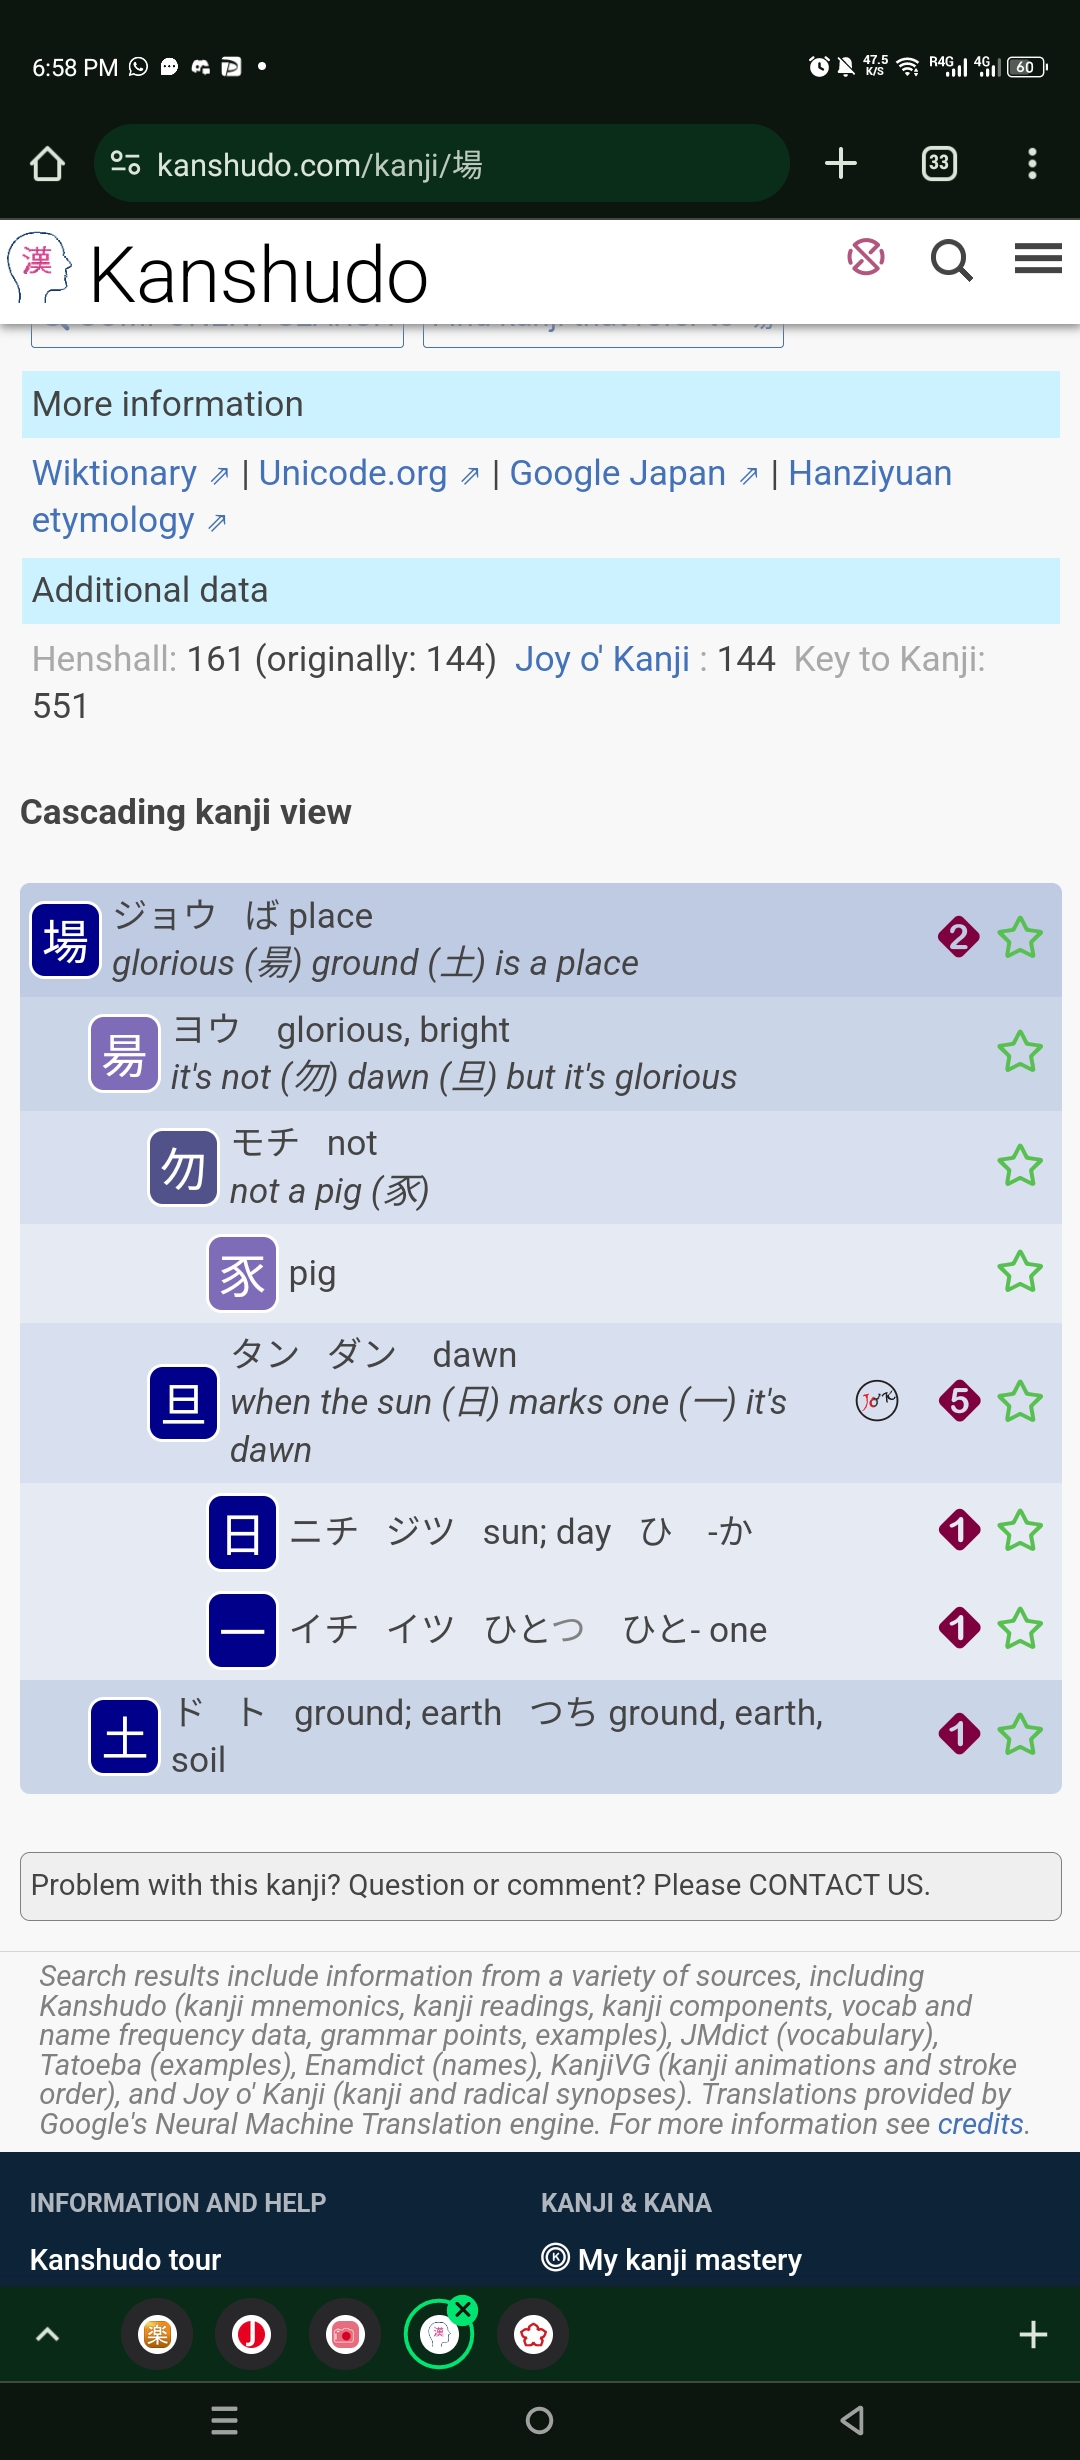 6:58 PM
47.5 K/S R4G 4G 60
kanshudo.com/kanji/場
33
漢 Kanshudo
More information
Wiktionary ⇗ | Unicode.org ⇗ | Google Japan ⇗ | Hanziyuan
etymology ⇗
Additional data
Henshall: 161 (originally: 144) Joy o' Kanji : 144 Key to Kanji:
551
Cascading kanji view
場 ジョウ ば place 2
glorious (昜) ground (土) is a place
昜 ヨウ glorious, bright
it's not (勿) dawn (旦) but it's glorious
勿 モチ not
not a pig (豕)
豕 pig
旦 タン ダン dawn
when the sun (日) marks one (一) it's JO'K 5
dawn
日 ニチ ジツ sun; day ひ -か 1
一 イチ イツ ひとつ ひと- one 1
土 ド ト ground; earth つち ground, earth, 1
soil
Problem with this kanji? Question or comment? Please CONTACT US.
Search results include information from a variety of sources, including
Kanshudo (kanji mnemonics, kanji readings, kanji components, vocab and
name frequency data, grammar points, examples), JMdict (vocabulary),
Tatoeba (examples), Enamdict (names), KanjiVG (kanji animations and stroke
order), and Joy o' Kanji (kanji and radical synopses). Translations provided by
Google's Neural Machine Translation engine. For more information see credits.
INFORMATION AND HELP KANJI & KANA
Kanshudo tour My kanji mastery
楽 J 漢